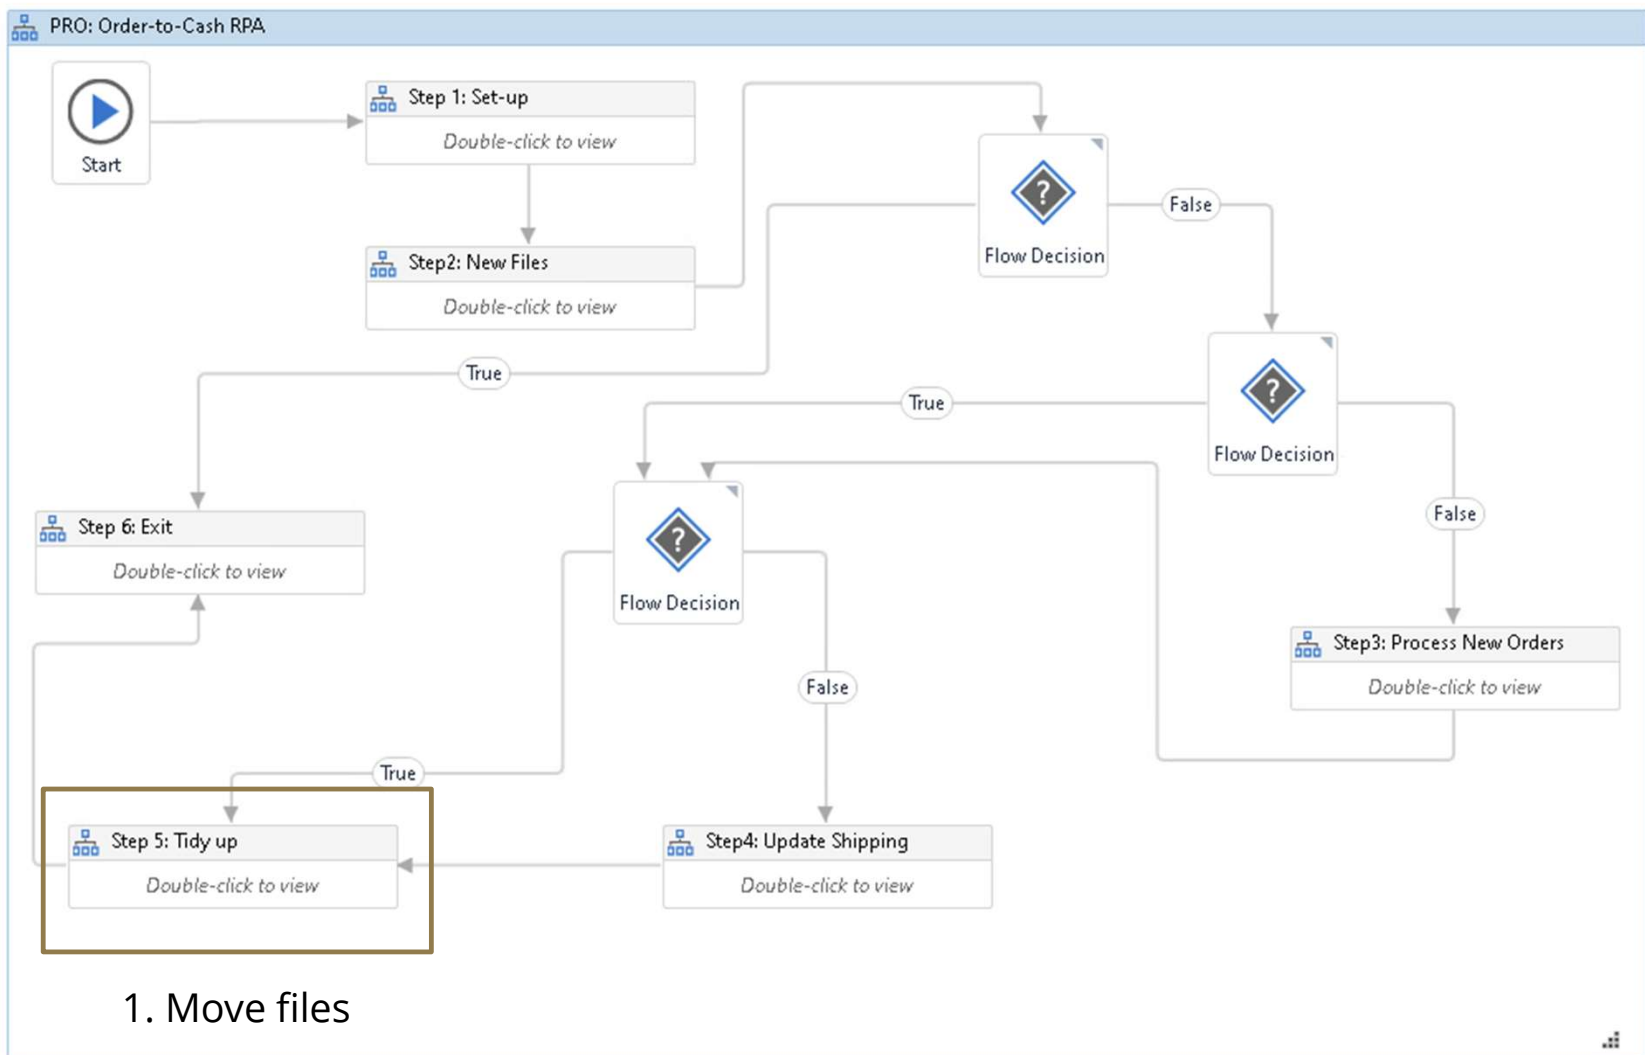 PRO: Order-to-Cash RPA
Start
Step 1: Set-up
Double-click to view
Step2: New Files
Double-click to view
?
Flow Decision
False
True
?
Flow Decision
True
False
Step 6: Exit
Double-click to view
?
Flow Decision
False
Step3: Process New Orders
Double-click to view
True
Step 5: Tidy up
Double-click to view
Step4: Update Shipping
Double-click to view
1. Move files